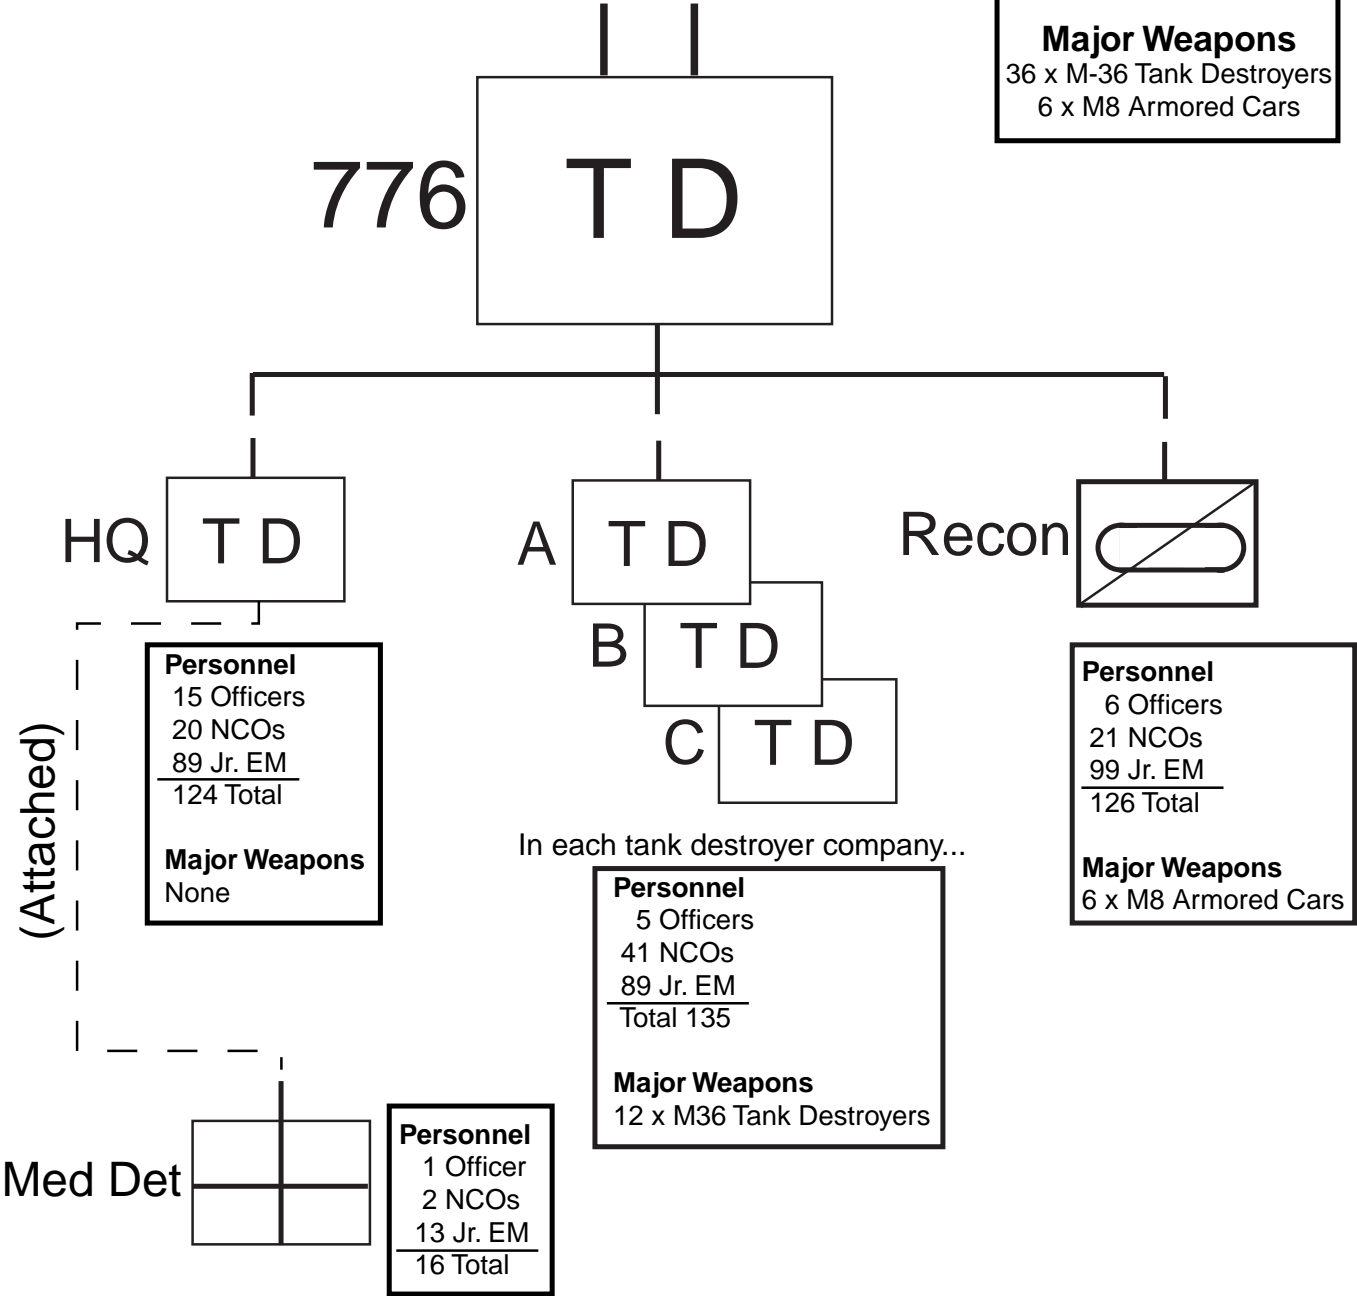 Major Weapons
36 x M-36 Tank Destroyers
6 x M8 Armored Cars
776
T D
HQ
T D
A
T D
B
T D
C
T D
Recon
(Attached)
Personnel
15 Officers
20 NCOs
89 Jr. EM
124 Total
Major Weapons
None
In each tank destroyer company...
Personnel
5 Officers
41 NCOs
89 Jr. EM
Total 135
Major Weapons
12 x M36 Tank Destroyers
Personnel
6 Officers
21 NCOs
99 Jr. EM
126 Total
Major Weapons
6 x M8 Armored Cars
Med Det
Personnel
1 Officer
2 NCOs
13 Jr. EM
16 Total